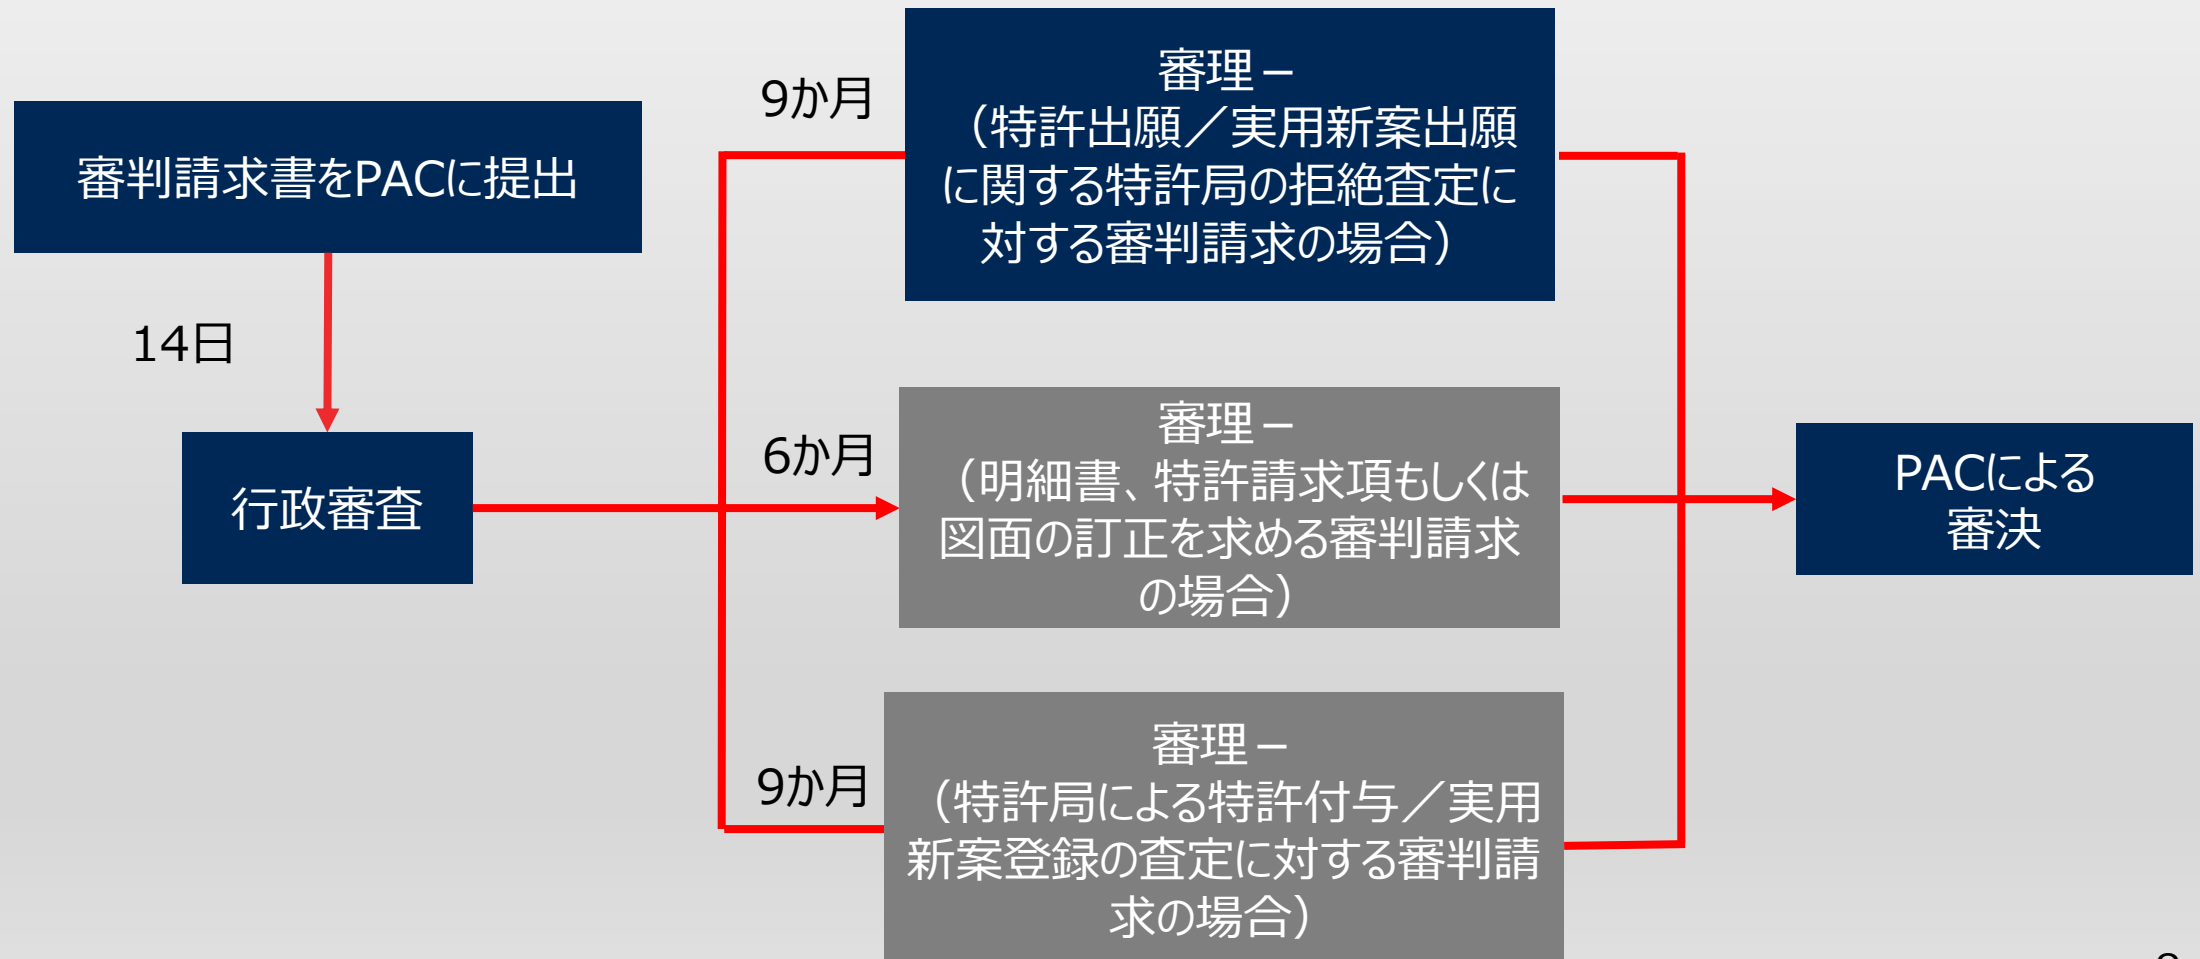 審判請求書をPACに提出
14日
行政審査
9か月
審理 –
（特許出願／実用新案出願
に関する特許局の拒絶査定に
対する審判請求の場合）
6か月
審理 –
（明細書、特許請求項もしくは
図面の訂正を求める審判請求
の場合）
9か月
審理 –
（特許局による特許付与／実用
新案登録の査定に対する審判請
求の場合）
PACによる
審決